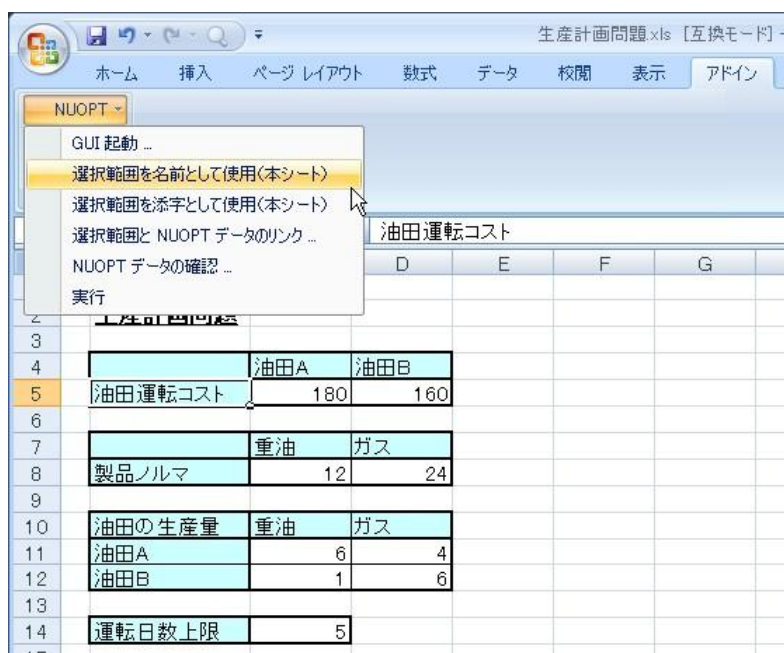 生産計画問題.xls [互換モード] -
ホーム 挿入 ページ レイアウト 数式 データ 校閲 表示 アドイン
NUOPT
GUI 起動 ...
選択範囲を名前として使用(本シート)
選択範囲を添字として使用(本シート)
選択範囲と NUOPT データのリンク ...
NUOPT データの確認 ...
実行
油田運転コスト
D E F G
2 生産計画問題
3
4 油田A 油田B
5 油田運転コスト 180 160
6
7 重油 ガス
8 製品ノルマ 12 24
9
10 油田の生産量 重油 ガス
11 油田A 6 4
12 油田B 1 6
13
14 運転日数上限 5